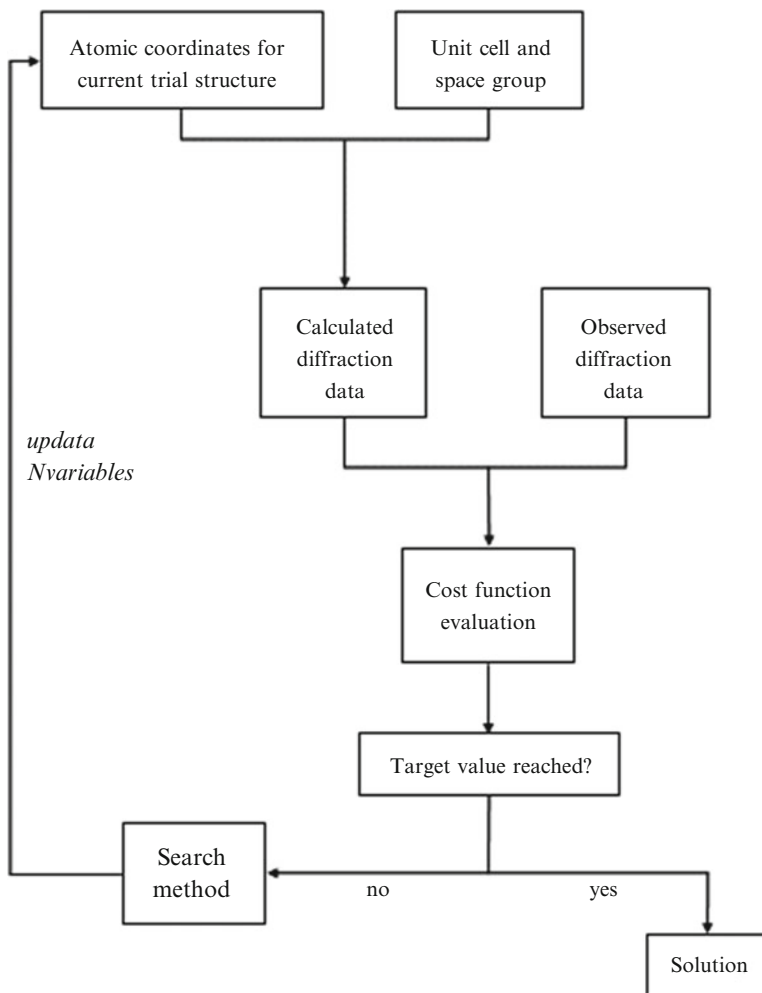 Atomic coordinates for
current trial structure
Unit cell and
space group
Calculated
diffraction
data
Observed
diffraction
data
updata
Nvariables
Cost function
evaluation
Target value reached?
Search
method
no
yes
Solution